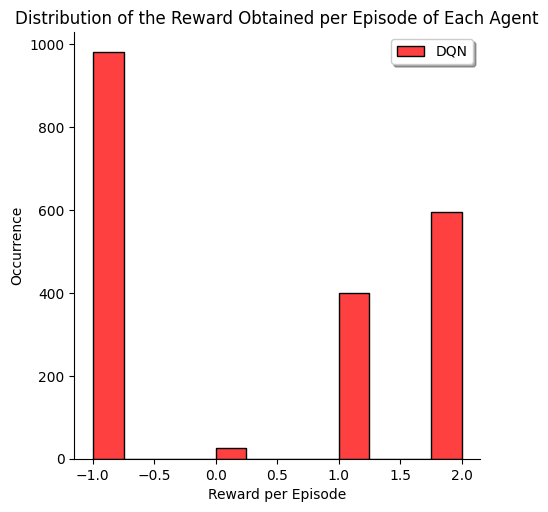 Distribution of the Reward Obtained per Episode of Each Agent
DQN
Occurrence
1000
800
600
400
200
0
−1.0 −0.5 0.0 0.5 1.0 1.5 2.0
Reward per Episode